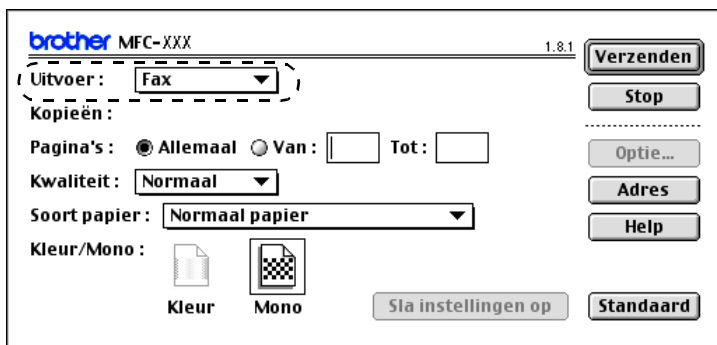 brother MFC-XXX 1.8.1
Verzenden
Uitvoer : Fax
Stop
Kopieën :
Pagina's : Allemaal Van : Tot :
Optie...
Kwaliteit : Normaal
Adres
Soort papier : Normaal papier
Help
Kleur/Mono :
Kleur Mono
Sla instellingen op
Standaard